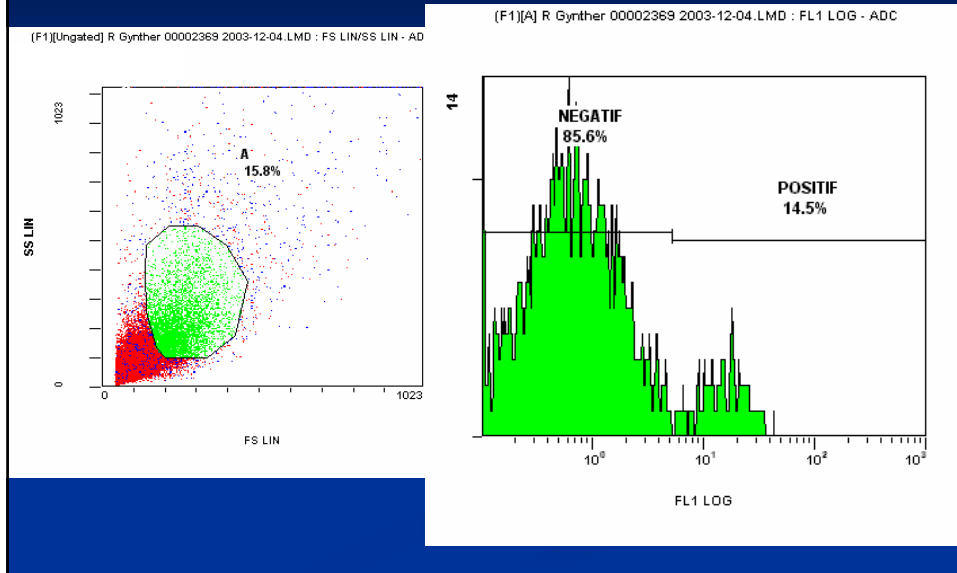 (F1)[Ungated] R Gynther 00002369 2003-12-04.LMD : FS LIN/SS LIN - AD
1023
A
15.8%
SS LIN
0
0
1023
FS LIN
(F1)[A] R Gynther 00002369 2003-12-04.LMD : FL1 LOG - ADC
14
NEGATIF
85.6%
POSITIF
14.5%
10⁰
10¹
10²
10³
FL1 LOG